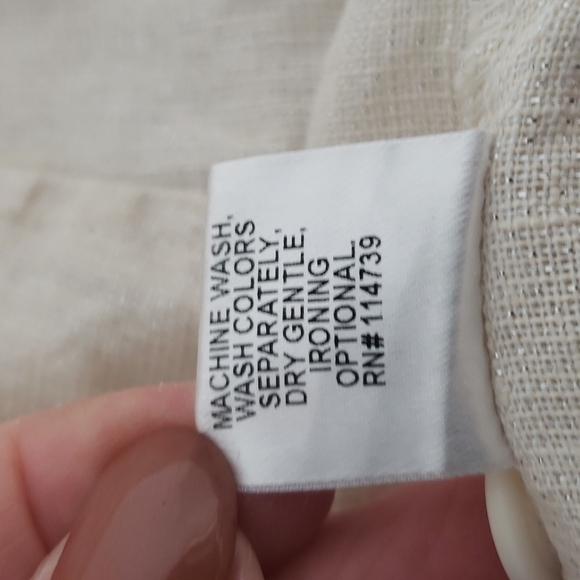 MACHINE WASH,
WASH COLORS
SEPARATELY,
DRY GENTLE,
IRONING
OPTIONAL.
RN# 114739